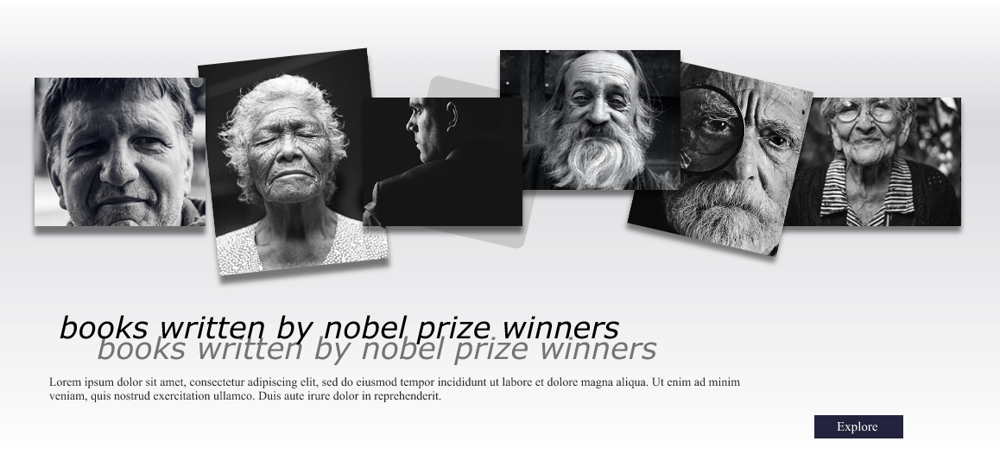 books written by nobel prize winners
books written by nobel prize winners
Lorem ipsum dolor sit amet, consectetur adipiscing elit, sed do eiusmod tempor incididunt ut labore et dolore magna aliqua. Ut enim ad minim
veniam, quis nostrud exercitation ullamco. Duis aute irure dolor in reprehenderit.
Explore